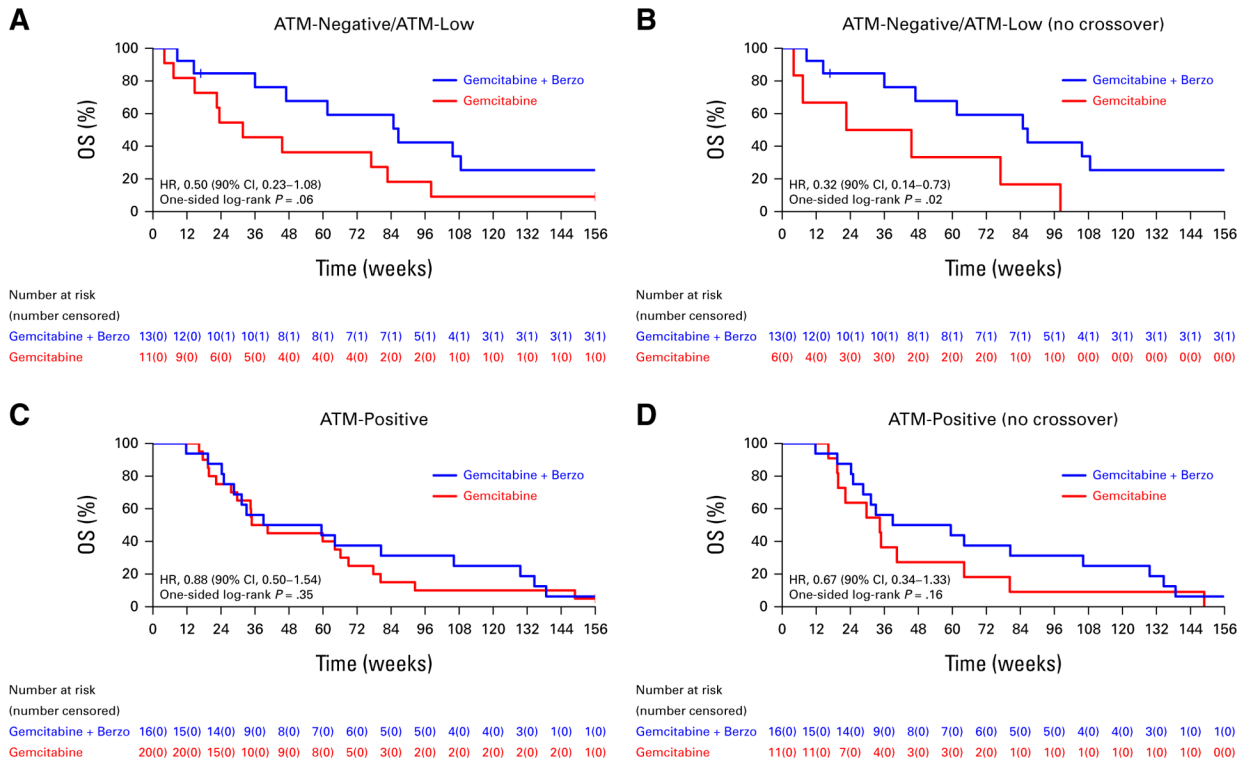 A
ATM-Negative/ATM-Low
OS (%)
100
80
60
40
20
0
Gemcitabine + Berzo
Gemcitabine
HR, 0.50 (90% CI, 0.23–1.08)
One-sided log-rank P = .06
0 12 24 36 48 60 72 84 96 108 120 132 144 156
Time (weeks)
Number at risk
(number censored)
Gemcitabine + Berzo 13(0) 12(0) 10(1) 10(1) 8(1) 8(1) 7(1) 7(1) 5(1) 4(1) 3(1) 3(1) 3(1) 3(1)
Gemcitabine 11(0) 9(0) 6(0) 5(0) 4(0) 4(0) 4(0) 2(0) 2(0) 1(0) 1(0) 1(0) 1(0) 1(0)
B
ATM-Negative/ATM-Low (no crossover)
OS (%)
100
80
60
40
20
0
Gemcitabine + Berzo
Gemcitabine
HR, 0.32 (90% CI, 0.14–0.73)
One-sided log-rank P = .02
0 12 24 36 48 60 72 84 96 108 120 132 144 156
Time (weeks)
Number at risk
(number censored)
Gemcitabine + Berzo 13(0) 12(0) 10(1) 10(1) 8(1) 8(1) 7(1) 7(1) 5(1) 4(1) 3(1) 3(1) 3(1) 3(1)
Gemcitabine 6(0) 4(0) 3(0) 3(0) 2(0) 2(0) 2(0) 1(0) 1(0) 0(0) 0(0) 0(0) 0(0) 0(0)
C
ATM-Positive
OS (%)
100
80
60
40
20
0
Gemcitabine + Berzo
Gemcitabine
HR, 0.88 (90% CI, 0.50–1.54)
One-sided log-rank P = .35
0 12 24 36 48 60 72 84 96 108 120 132 144 156
Time (weeks)
Number at risk
(number censored)
Gemcitabine + Berzo 16(0) 15(0) 14(0) 9(0) 8(0) 7(0) 6(0) 5(0) 5(0) 4(0) 4(0) 3(0) 1(0) 1(0)
Gemcitabine 20(0) 20(0) 15(0) 10(0) 9(0) 8(0) 5(0) 3(0) 2(0) 2(0) 2(0) 2(0) 2(0) 1(0)
D
ATM-Positive (no crossover)
OS (%)
100
80
60
40
20
0
Gemcitabine + Berzo
Gemcitabine
HR, 0.67 (90% CI, 0.34–1.33)
One-sided log-rank P = .16
0 12 24 36 48 60 72 84 96 108 120 132 144 156
Time (weeks)
Number at risk
(number censored)
Gemcitabine + Berzo 16(0) 15(0) 14(0) 9(0) 8(0) 7(0) 6(0) 5(0) 5(0) 4(0) 4(0) 3(0) 1(0) 1(0)
Gemcitabine 11(0) 11(0) 7(0) 4(0) 3(0) 3(0) 2(0) 1(0) 1(0) 1(0) 1(0) 1(0) 1(0) 0(0)